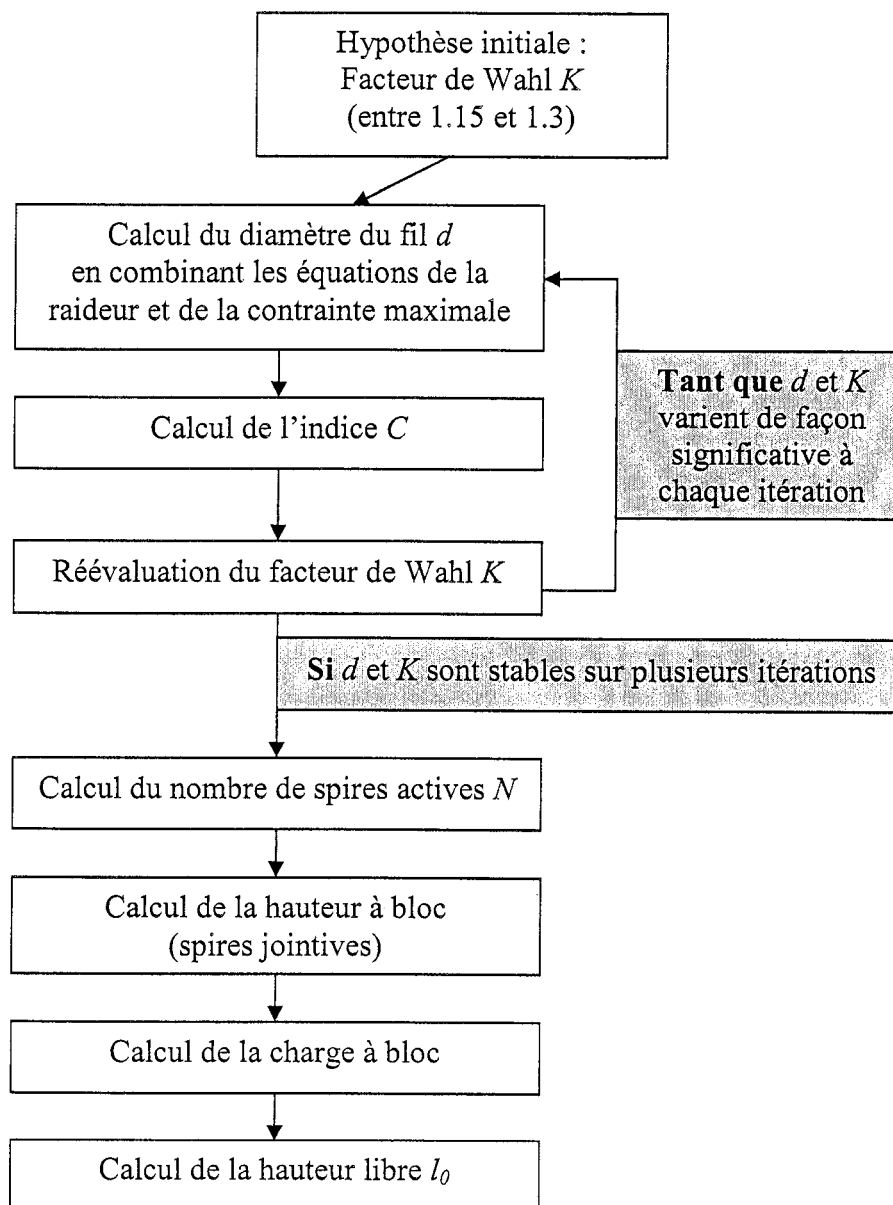 Hypothèse initiale :
Facteur de Wahl K
(entre 1.15 et 1.3)
Calcul du diamètre du fil d
en combinant les équations de la
raideur et de la contrainte maximale
Calcul de l'indice C
Tant que d et K
varient de façon
significative à
chaque itération
Réévaluation du facteur de Wahl K
Si d et K sont stables sur plusieurs itérations
Calcul du nombre de spires actives N
Calcul de la hauteur à bloc
(spires jointives)
Calcul de la charge à bloc
Calcul de la hauteur libre l0